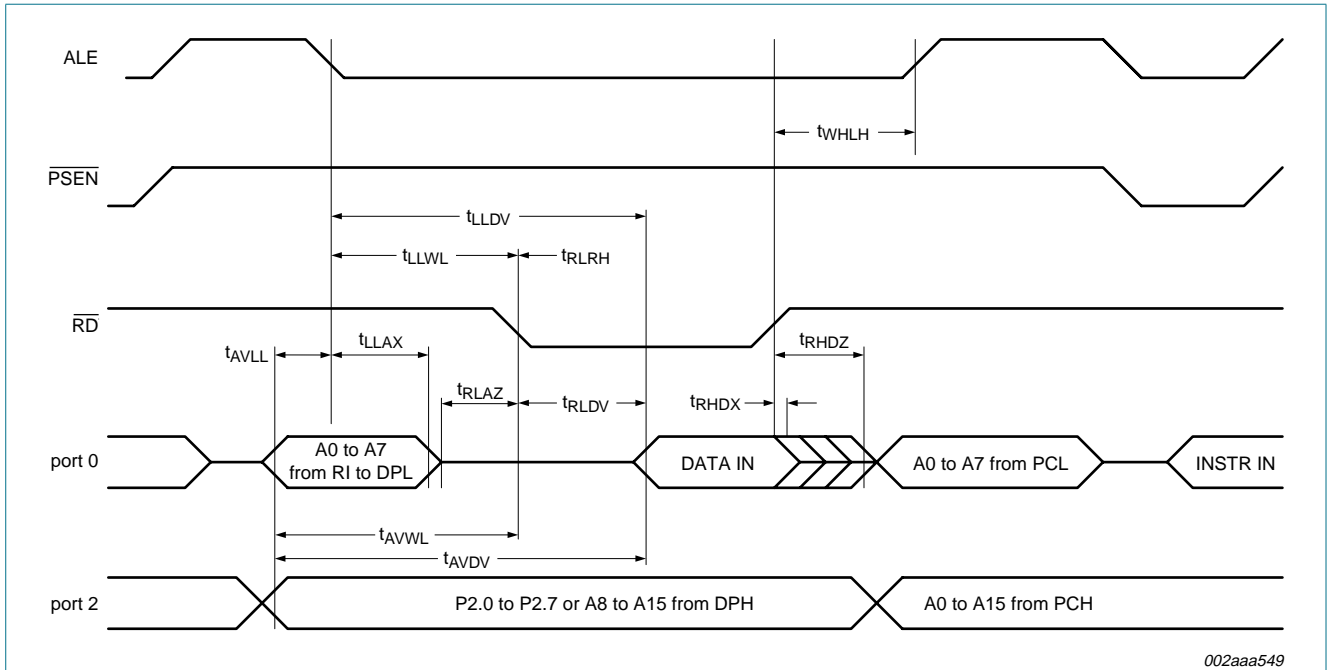 ALE
tWHLH
PSEN
tLLDV
tLLWL
tRLRH
RD
tAVLL
tLLAX
tRHDZ
tRLAZ
tRLDV
tRHDX
port 0
A0 to A7
from RI to DPL
DATA IN
A0 to A7 from PCL
INSTR IN
tAVWL
tAVDV
port 2
P2.0 to P2.7 or A8 to A15 from DPH
A0 to A15 from PCH
002aaa549